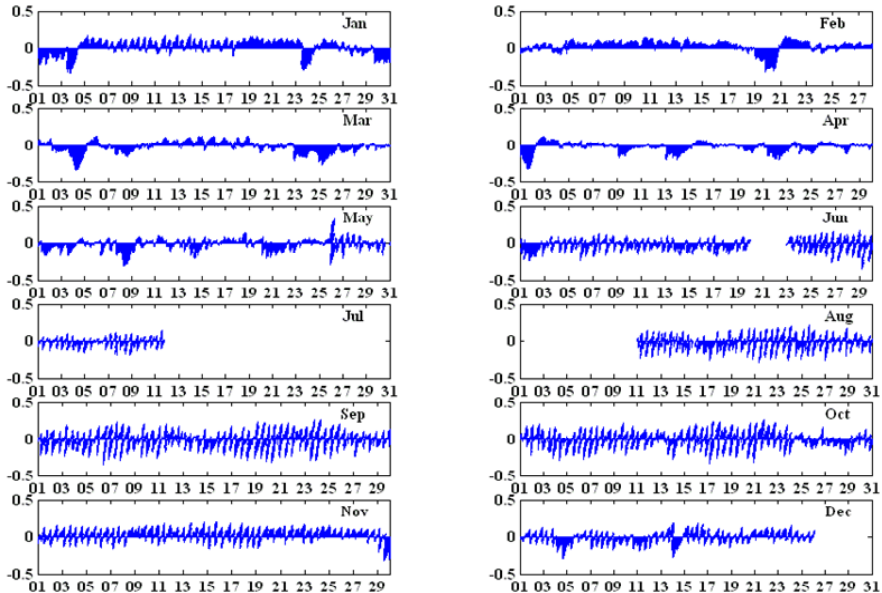 0.5 Jan 0.5 Feb
0 0
-0.5 -0.5
01 03 05 07 09 11 13 15 17 19 21 23 25 27 29 31 01 03 05 07 09 11 13 15 17 19 21 23 25 27
0.5 Mar 0.5 Apr
0 0
-0.5 -0.5
01 03 05 07 09 11 13 15 17 19 21 23 25 27 29 31 01 03 05 07 09 11 13 15 17 19 21 23 25 27 29
0.5 May 0.5 Jun
0 0
-0.5 -0.5
01 03 05 07 09 11 13 15 17 19 21 23 25 27 29 31 01 03 05 07 09 11 13 15 17 19 21 23 25 27 29
0.5 Jul 0.5 Aug
0 0
-0.5 -0.5
01 03 05 07 09 11 13 15 17 19 21 23 25 27 29 31 01 03 05 07 09 11 13 15 17 19 21 23 25 27 29 31
0.5 Sep 0.5 Oct
0 0
-0.5 -0.5
01 03 05 07 09 11 13 15 17 19 21 23 25 27 29 01 03 05 07 09 11 13 15 17 19 21 23 25 27 29 31
0.5 Nov 0.5 Dec
0 0
-0.5 -0.5
01 03 05 07 09 11 13 15 17 19 21 23 25 27 29 01 03 05 07 09 11 13 15 17 19 21 23 25 27 29 31